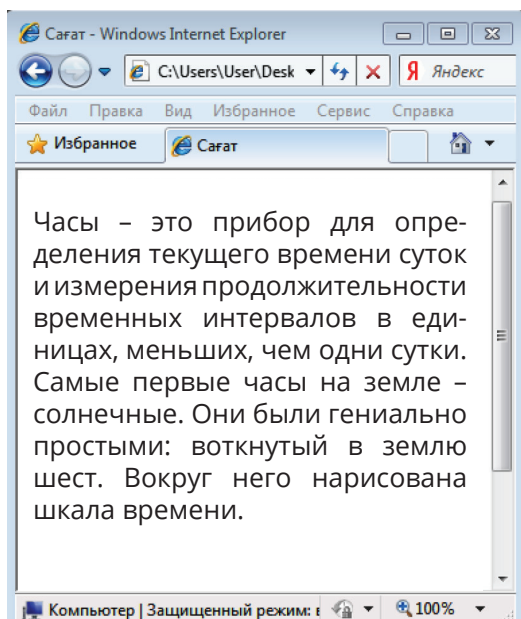 Сағат - Windows Internet Explorer
C:\Users\User\Desk
Яндекс
Файл Правка Вид Избранное Сервис Справка
Избранное Сағат
Часы – это прибор для опре-
деления текущего времени суток
и измерения продолжительности
временных интервалов в еди-
ницах, меньших, чем одни сутки.
Самые первые часы на земле –
солнечные. Они были гениально
простыми: воткнутый в землю
шест. Вокруг него нарисована
шкала времени.
Компьютер | Защищенный режим: 100%